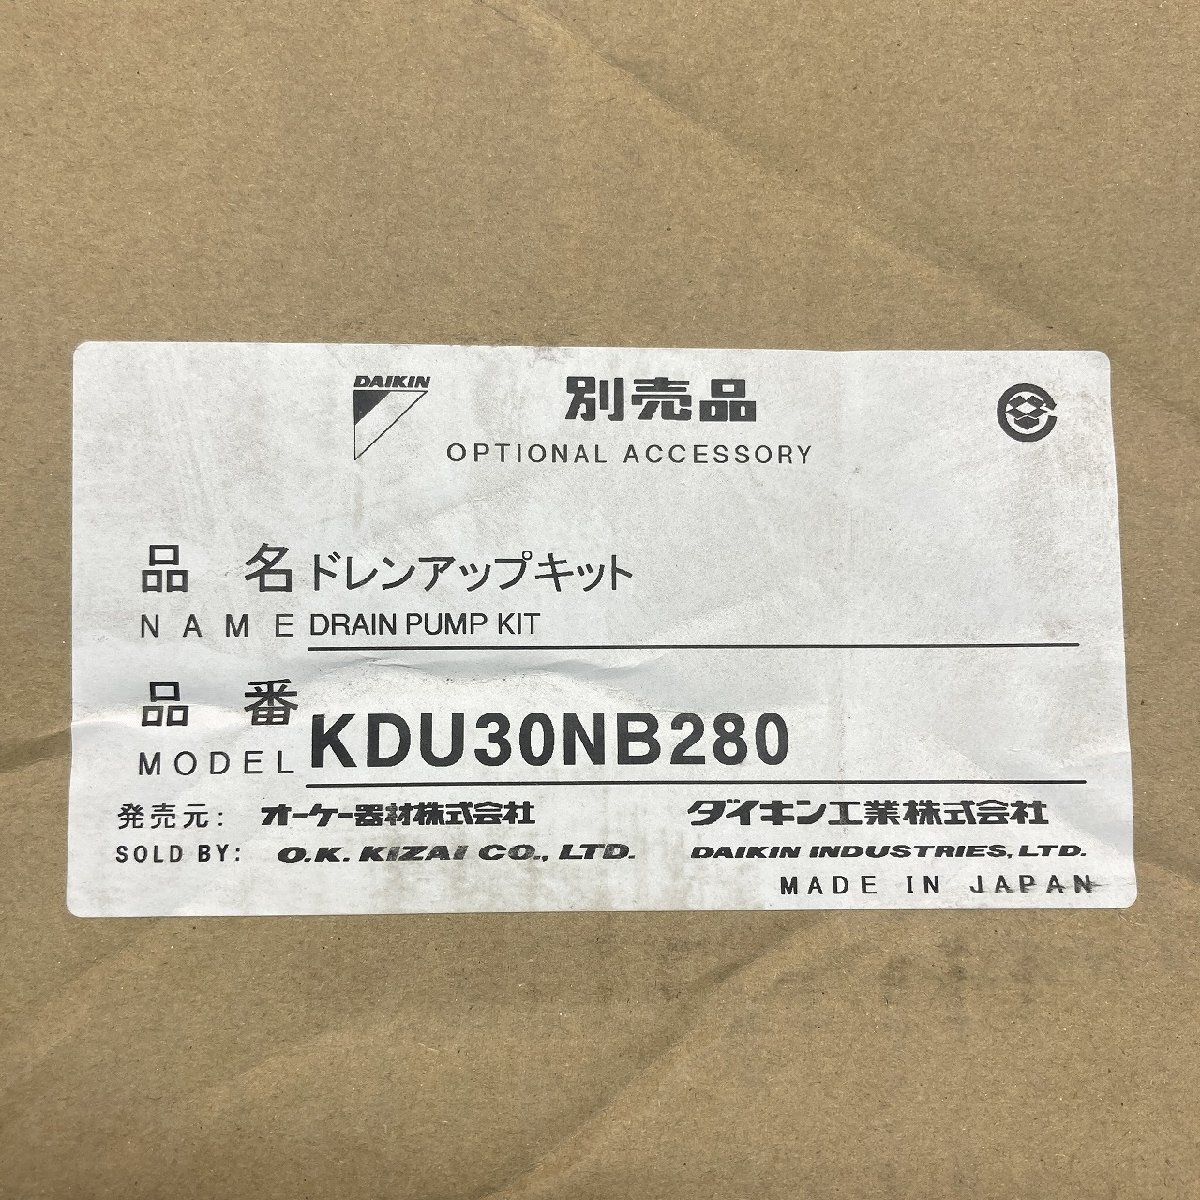 DAIKIN
別売品
OPTIONAL ACCESSORY
品 名 ドレンアップキット
NAME DRAIN PUMP KIT
品 番 KDU30NB280
MODEL
発売元: オーケー器材株式会社 ダイキン工業株式会社
SOLD BY: O.K. KIZAI CO., LTD. DAIKIN INDUSTRIES, LTD.
MADE IN JAPAN